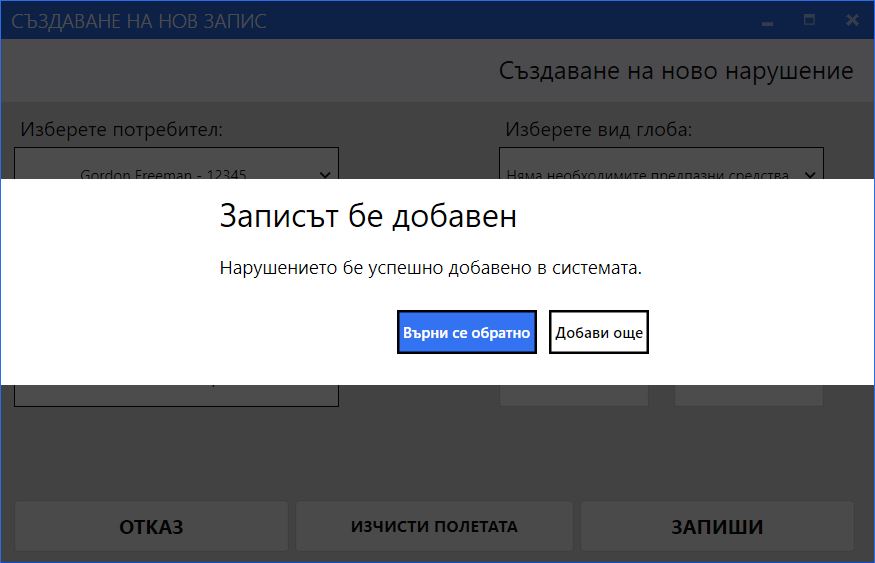 СЪЗДАВАНЕ НА НОВ ЗАПИС
Създаване на ново нарушение
Изберете потребител:
Изберете вид глоба:
Gordon Freeman - 12345
Няма необходимите предпазни средства
Записът бе добавен
Нарушението бе успешно добавено в системата.
Върни се обратно
Добави още
ОТКАЗ
ИЗЧИСТИ ПОЛЕТАТА
ЗАПИШИ